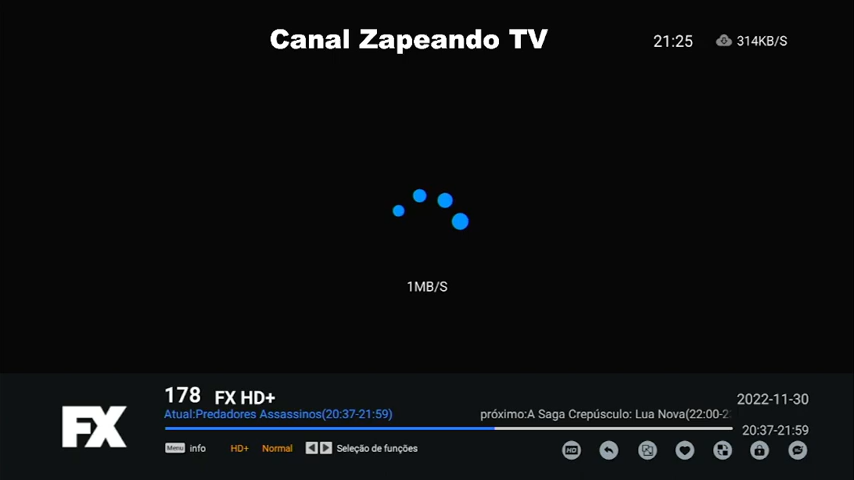 Canal Zapeando TV
21:25
314KB/S
1MB/S
178 FX HD+
2022-11-30
Atual:Predadores Assassinos(20:37-21:59)
próximo:A Saga Crepúsculo: Lua Nova(22:00-2
20:37-21:59
FX
Menu info
HD+
Normal
Seleção de funções
HD